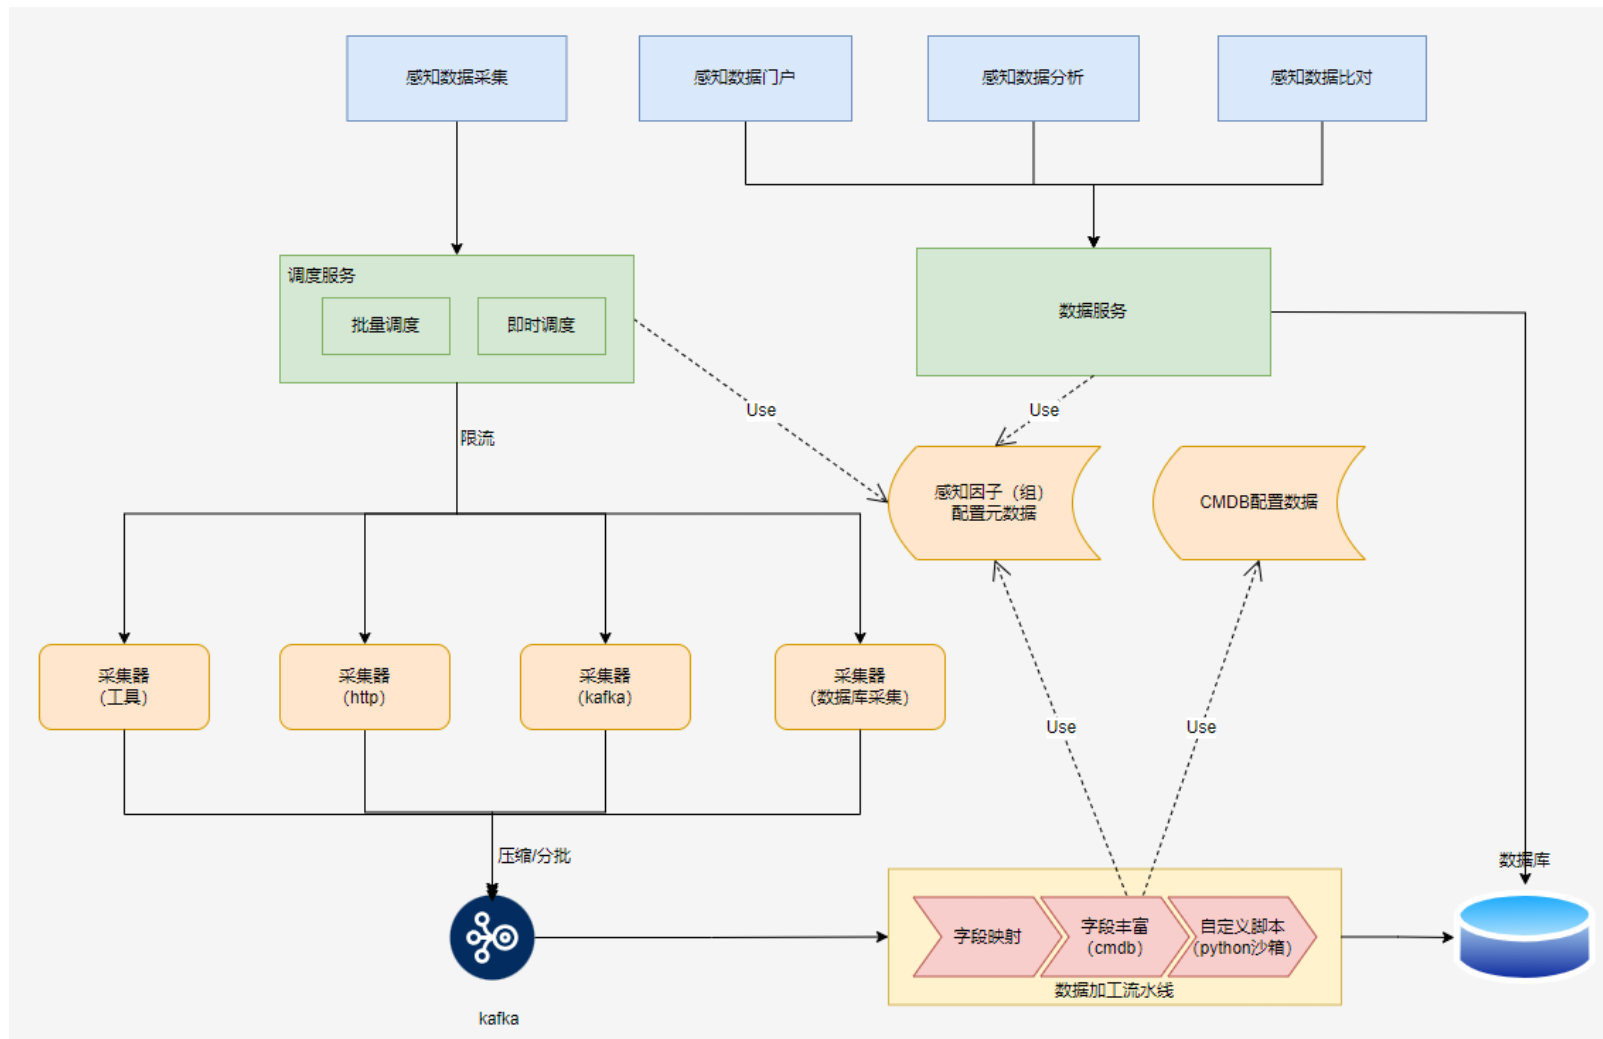 感知数据采集
感知数据门户
感知数据分析
感知数据比对
调度服务
批量调度
即时调度
数据服务
Use
Use
限流
感知因子（组）
配置元数据
CMDB配置数据
采集器
（工具）
采集器
（http）
采集器
（kafka）
采集器
（数据库采集）
Use
Use
压缩/分批
数据库
字段映射
字段丰富
（cmdb）
自定义脚本
（python沙箱）
数据加工流水线
kafka